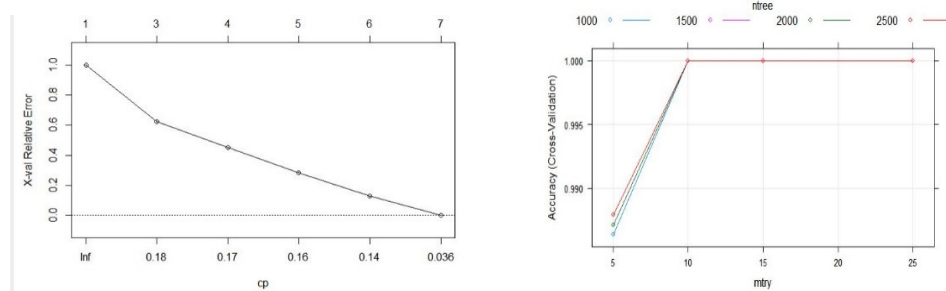 1 3 4 5 6 7
X-val Relative Error
1.0
0.8
0.6
0.4
0.2
0.0
Inf 0.18 0.17 0.16 0.14 0.036
cp
ntree
1000 1500 2000 2500
Accuracy (Cross-Validation)
1.000
0.995
0.990
5 10 15 20 25
mtry